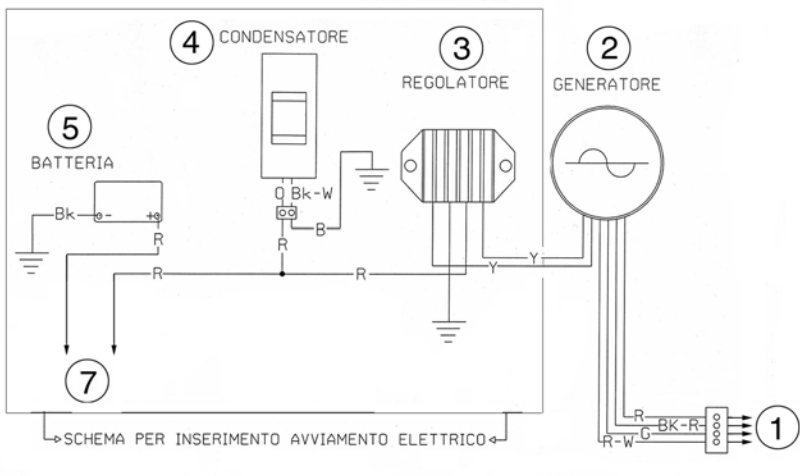 4 CONDENSATORE
3
REGOLATORE
2
GENERATORE
5
BATTERIA
O Bk-W
Bk - +
B
R
R
R
R
Y
Y
7
R
BK-R
G
R-W
1
SCHEMA PER INSERIMENTO AVVIAMENTO ELETTRICO